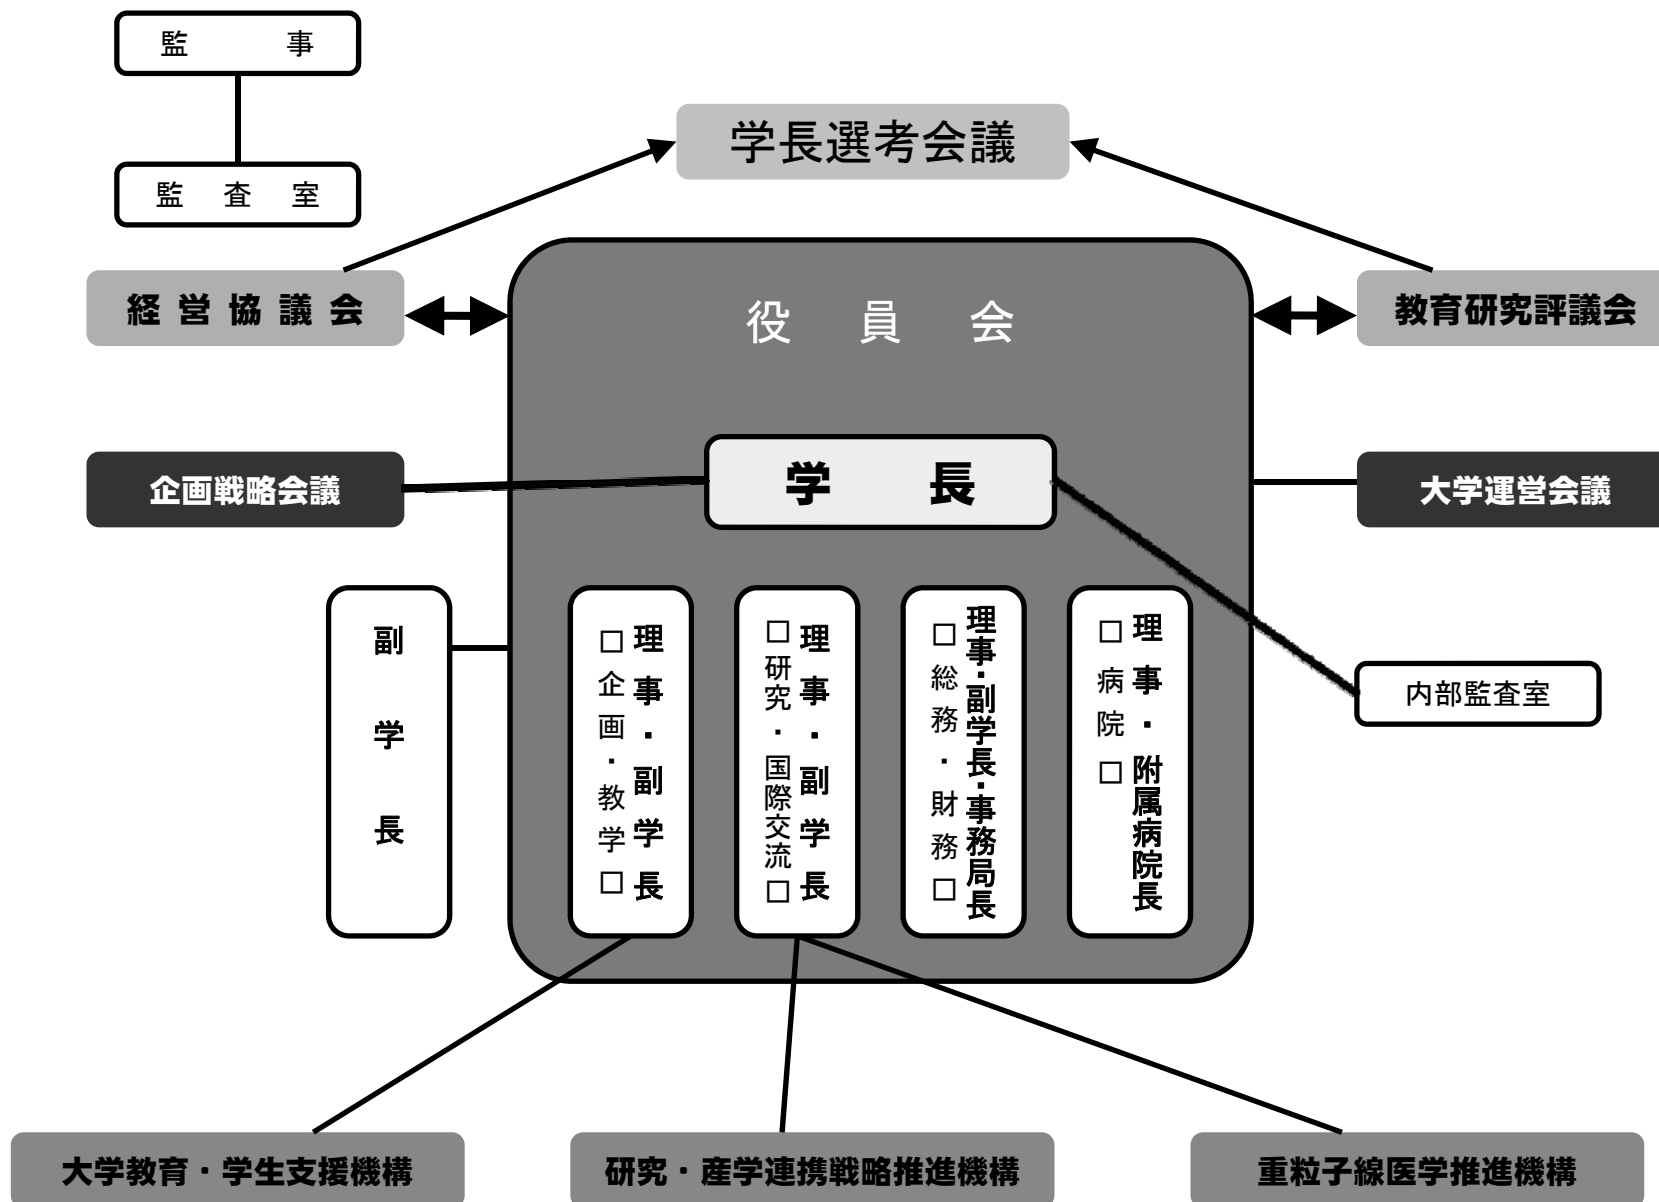 監事
監査室
学長選考会議
経営協議会
役員会
教育研究評議会
企画戦略会議
学長
大学運営会議
副学長
理事・副学長
□企画・教学□
理事・副学長
□研究・国際交流□
理事・副学長・事務局長
□総務・財務□
理事・附属病院長
□病院□
内部監査室
大学教育・学生支援機構
研究・産学連携戦略推進機構
重粒子線医学推進機構